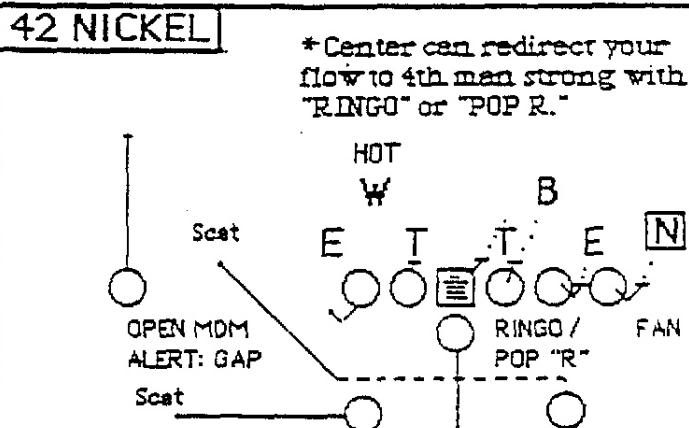 42 NICKEL
*Center can redirect your
flow to 4th man strong with
"RINGO" or "POP R."
HOT
W
B
Scat
E T T E N
OPEN MDM
ALERT: GAP
RINGO /
POP "R"
FAN
Scat